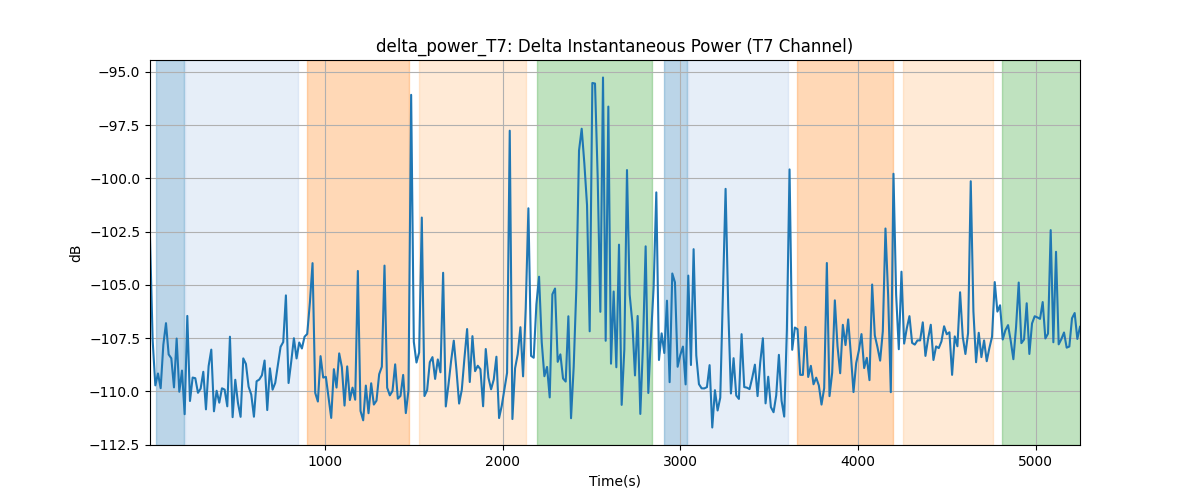 delta_power_T7: Delta Instantaneous Power (T7 Channel)
−95.0
−97.5
−100.0
−102.5
−105.0
−107.5
−110.0
−112.5
dB
1000 2000 3000 4000 5000
Time(s)